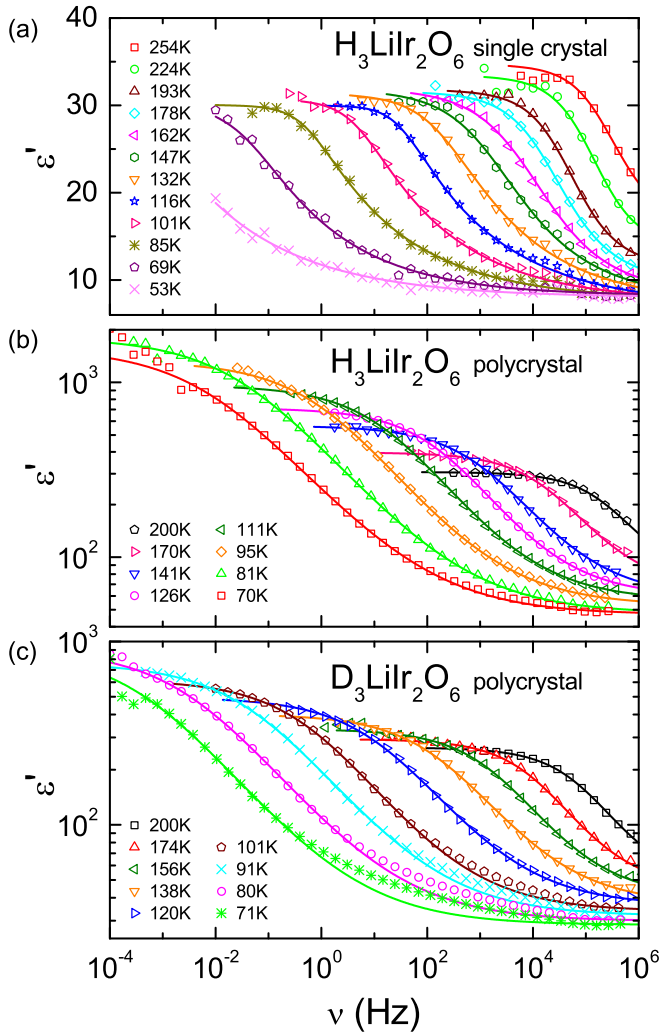 (a)
H₃LiIr₂O₆ single crystal
40
30
20
10
ε'
254K
224K
193K
178K
162K
147K
132K
116K
101K
85K
69K
53K
(b)
H₃LiIr₂O₆ polycrystal
10³
10²
ε'
200K 111K
170K 95K
141K 81K
126K 70K
(c)
D₃LiIr₂O₆ polycrystal
10³
10²
ε'
200K
174K 101K
156K 91K
138K 80K
120K 71K
10⁻⁴ 10⁻² 10⁰ 10² 10⁴ 10⁶
ν (Hz)